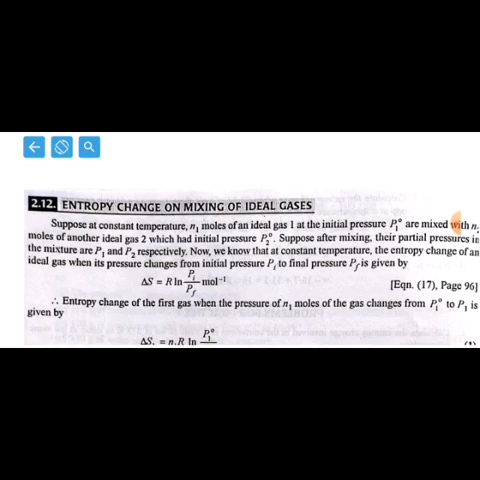 2.12. ENTROPY CHANGE ON MIXING OF IDEAL GASES
Suppose at constant temperature, n₁ moles of an ideal gas 1 at the initial pressure P₁° are mixed with n
moles of another ideal gas 2 which had initial pressure P₂°. Suppose after mixing, their partial pressures in
the mixture are P₁ and P₂ respectively. Now, we know that at constant temperature, the entropy change of an
ideal gas when its pressure changes from initial pressure Pᵢ to final pressure P_f is given by
ΔS = R ln Pᵢ/P_f mol⁻¹ [Eqn. (17), Page 96]
∴ Entropy change of the first gas when the pressure of n₁ moles of the gas changes from P₁° to P₁ is
given by
ΔS₁ = n₁R ln P₁°